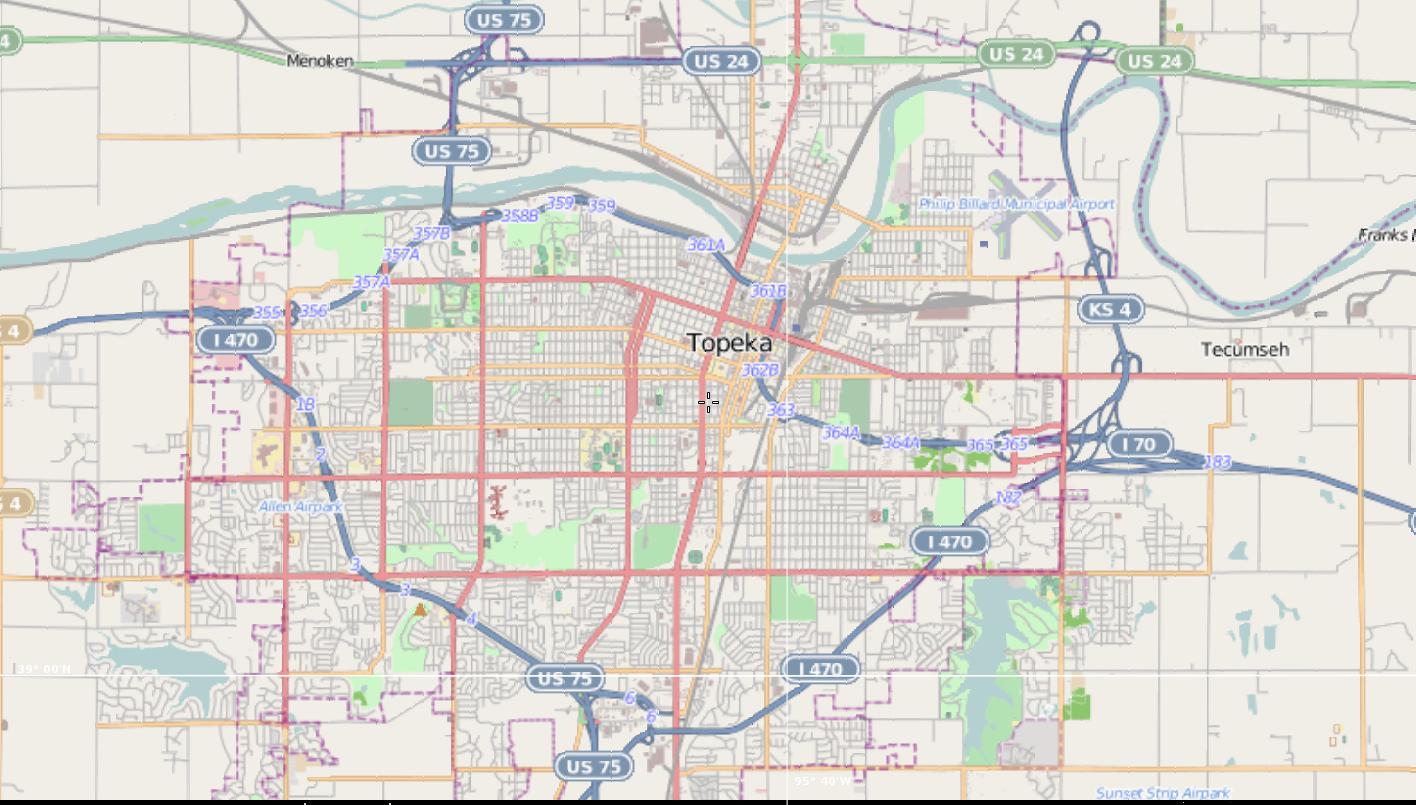 US 75
4
US 24
US 24
US 24
Menoken
US 75
Philip Billard Municipal Airport
359
359
358B
357B
361A
357A
Franks
357A
361B
355
356
KS 4
4
I 470
Topeka
Tecumseh
362B
1B
363
364A
364A
365
365
I 70
2
183
182
4
Allen Airpark
I 470
3
3
4
39° 00'N
I 470
US 75
6
6
US 75
95° 40'W
Sunset Strip Airpark